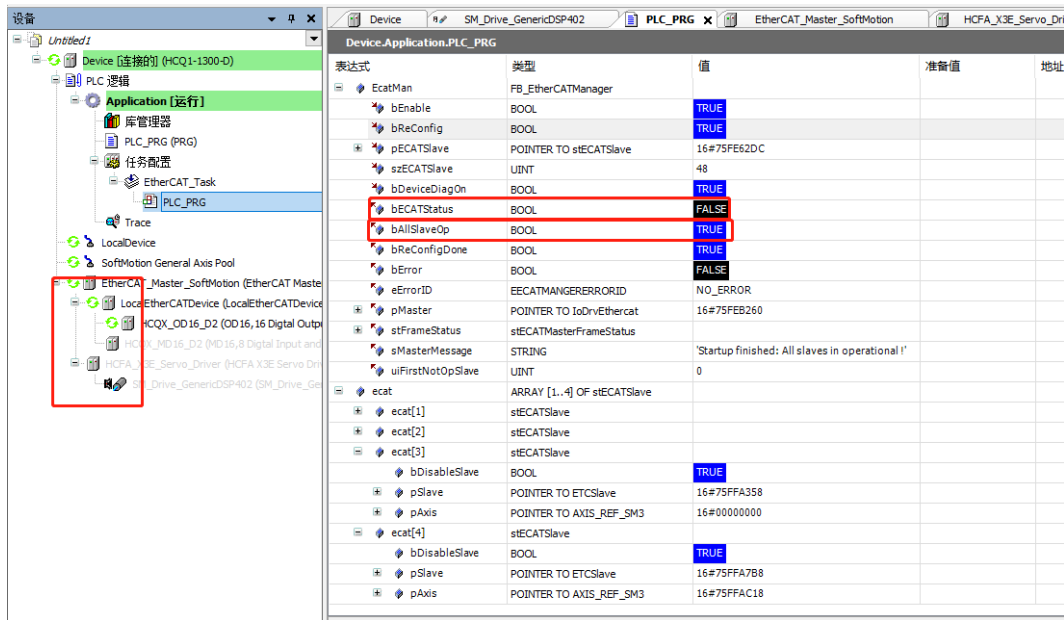 设备
Untitled1
Device [连接的] (HCQ1-1300-D)
PLC 逻辑
Application [运行]
库管理器
PLC_PRG (PRG)
任务配置
EtherCAT_Task
PLC_PRG
Trace
LocalDevice
SoftMotion General Axis Pool
EtherCAT_Master_SoftMotion (EtherCAT Maste
LocalEtherCATDevice (LocalEtherCATDevice
HCQX_OD16_D2 (OD16,16 Digtal Outpu
HCQX_MD16_D2 (MD16,8 Digtal Input and
HCFA_X3E_Servo_Driver (HCFA X3E Servo Dri
SM_Drive_GenericDSP402 (SM_Drive_Ge
Device SM_Drive_GenericDSP402 PLC_PRG EtherCAT_Master_SoftMotion HCFA_X3E_Servo_Dri
Device.Application.PLC_PRG
表达式 类型 值 准备值 地址
EcatMan FB_EtherCATManager
bEnable BOOL TRUE
bReConfig BOOL TRUE
pECATSlave POINTER TO stECATSlave 16#75FE62DC
szECATSlave UINT 48
bDeviceDiagOn BOOL TRUE
bECATStatus BOOL FALSE
bAllSlaveOp BOOL TRUE
bReConfigDone BOOL TRUE
bError BOOL FALSE
eErrorID EECATMANGERERRORID NO_ERROR
pMaster POINTER TO IoDrvEthercat 16#75FEB260
stFrameStatus stECATMasterFrameStatus
sMasterMessage STRING 'Startup finished: All slaves in operational !'
uiFirstNotOpSlave UINT 0
ecat ARRAY [1..4] OF stECATSlave
ecat[1] stECATSlave
ecat[2] stECATSlave
ecat[3] stECATSlave
bDisableSlave BOOL TRUE
pSlave POINTER TO ETCSlave 16#75FFA358
pAxis POINTER TO AXIS_REF_SM3 16#00000000
ecat[4] stECATSlave
bDisableSlave BOOL TRUE
pSlave POINTER TO ETCSlave 16#75FFA7B8
pAxis POINTER TO AXIS_REF_SM3 16#75FFAC18